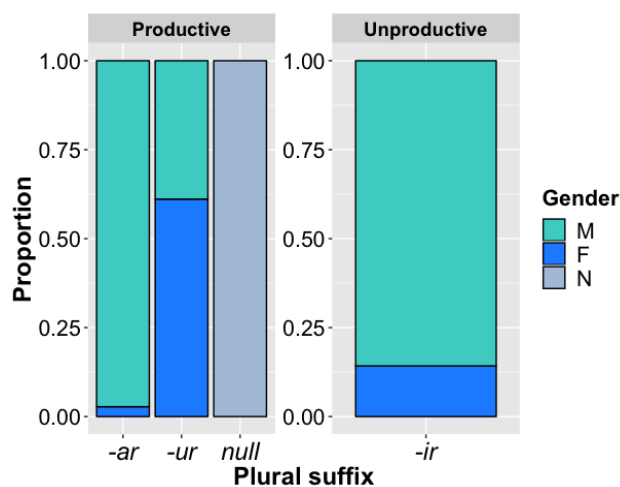 Productive
Unproductive
1.00
0.75
0.50
0.25
0.00
1.00
0.75
0.50
0.25
0.00
Proportion
-ar -ur null
-ir
Plural suffix
Gender
M
F
N